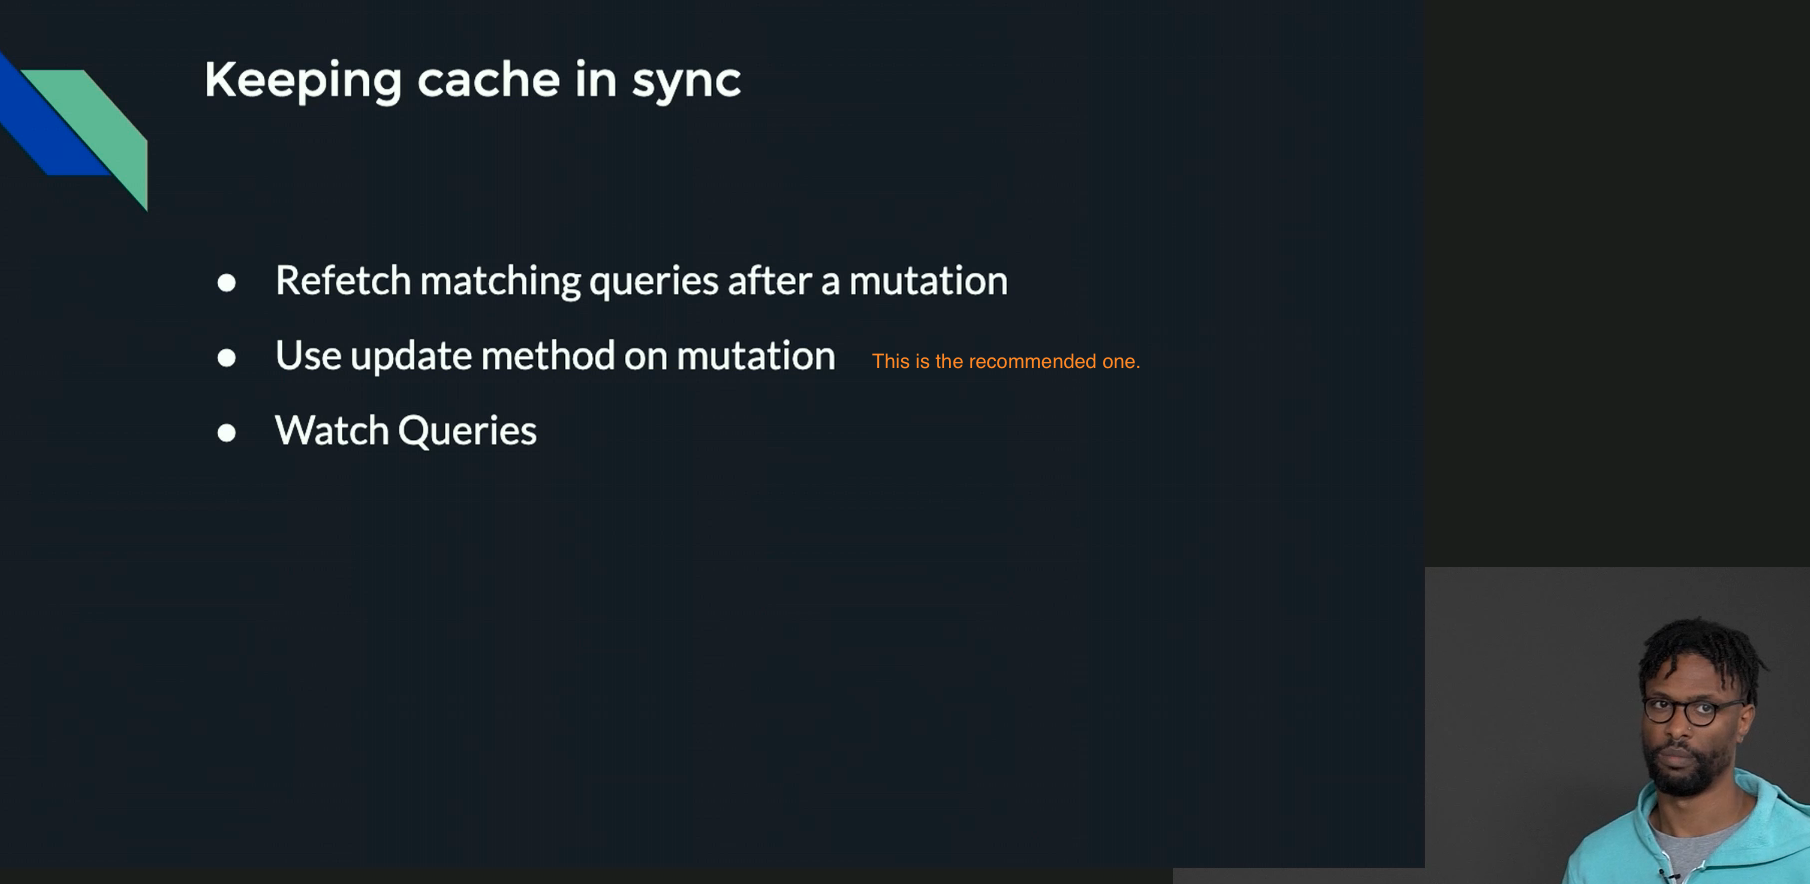 Keeping cache in sync
● Refetch matching queries after a mutation
● Use update method on mutation This is the recommended one.
● Watch Queries